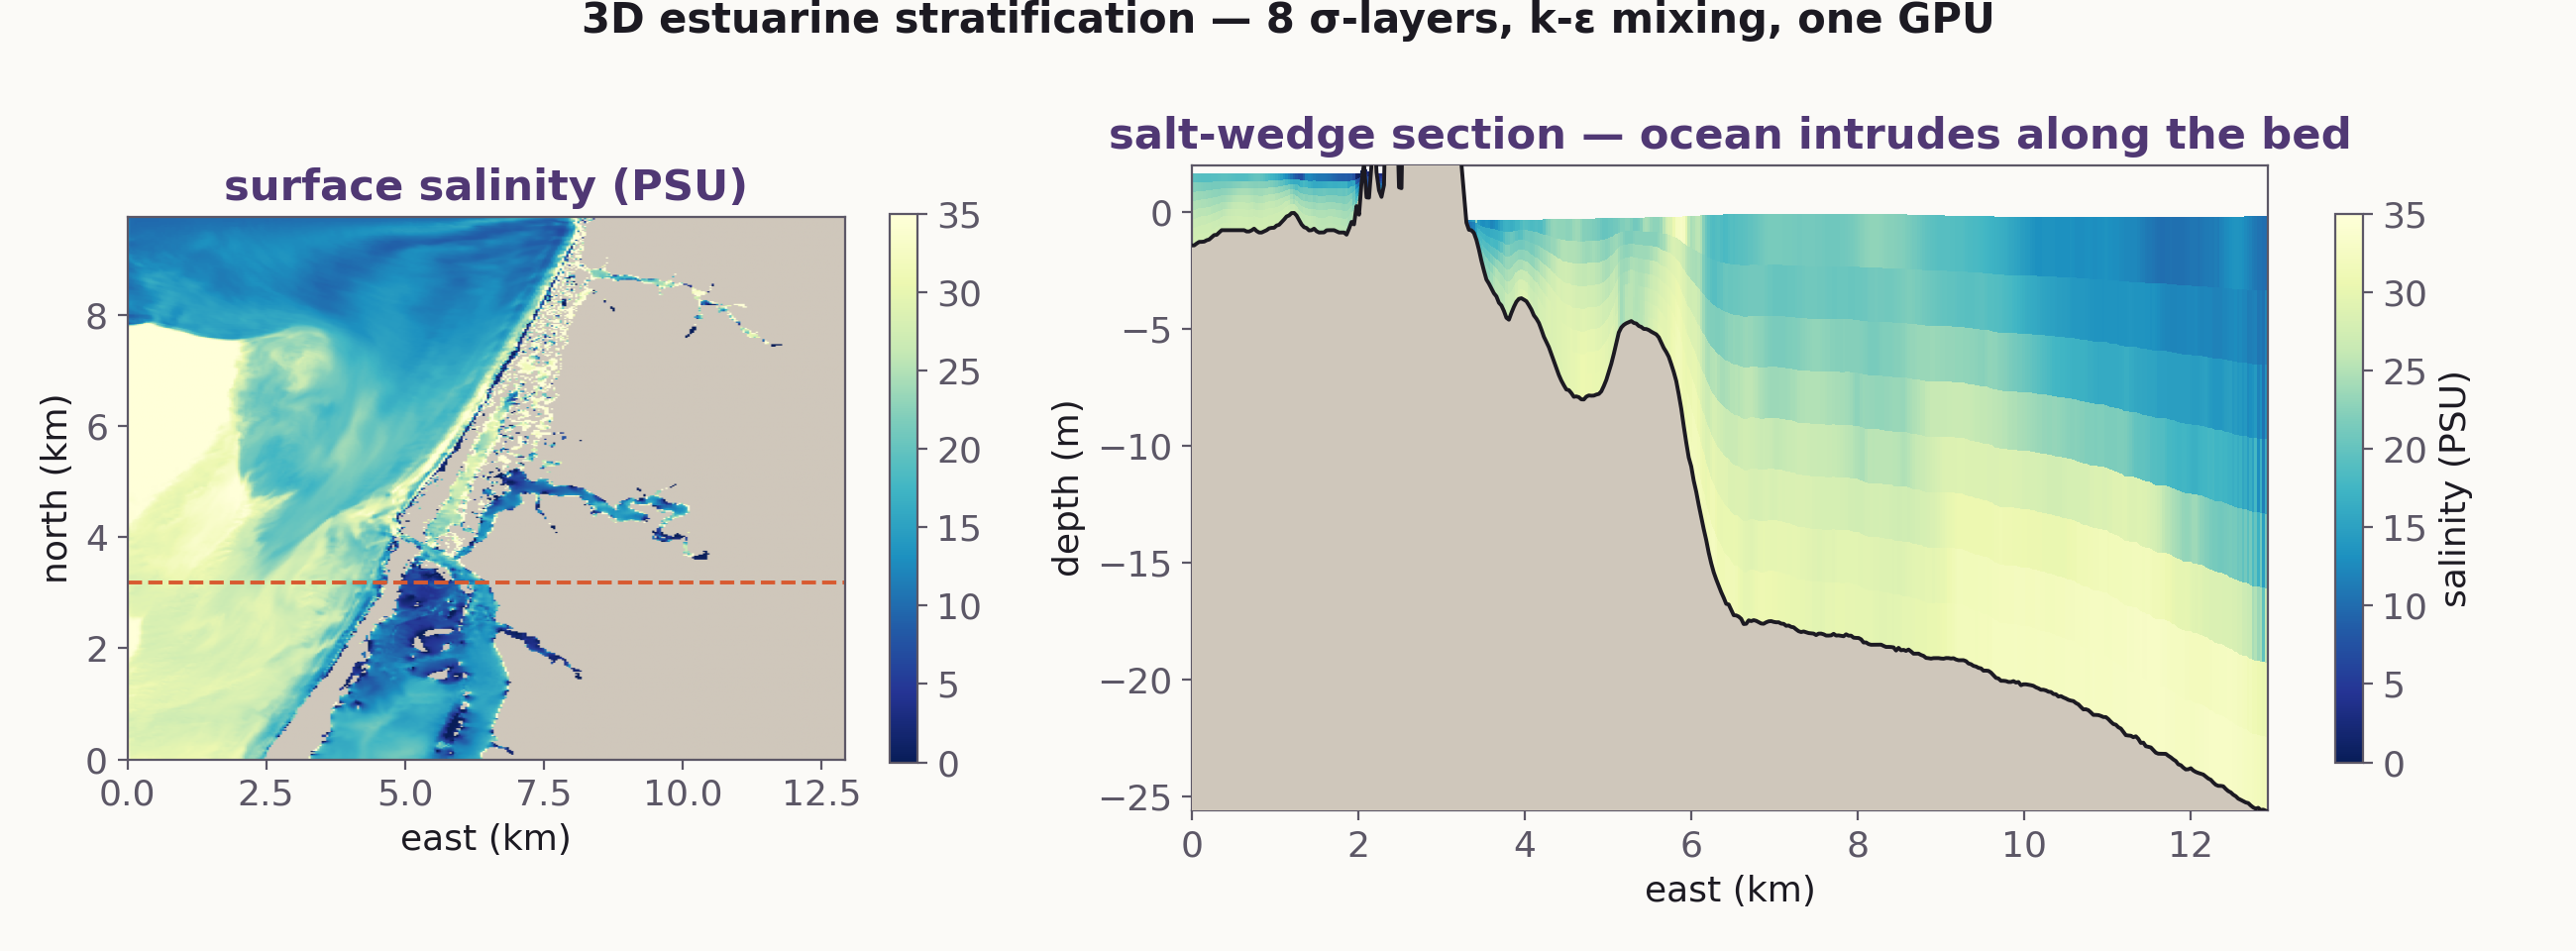 3D estuarine stratification — 8 σ-layers, k-ε mixing, one GPU
surface salinity (PSU)
north (km)
8
6
4
2
0
0.0 2.5 5.0 7.5 10.0 12.5
east (km)
35
30
25
20
15
10
5
0
salt-wedge section — ocean intrudes along the bed
depth (m)
0
−5
−10
−15
−20
−25
0 2 4 6 8 10 12
east (km)
35
30
25
20
15
10
5
0
salinity (PSU)